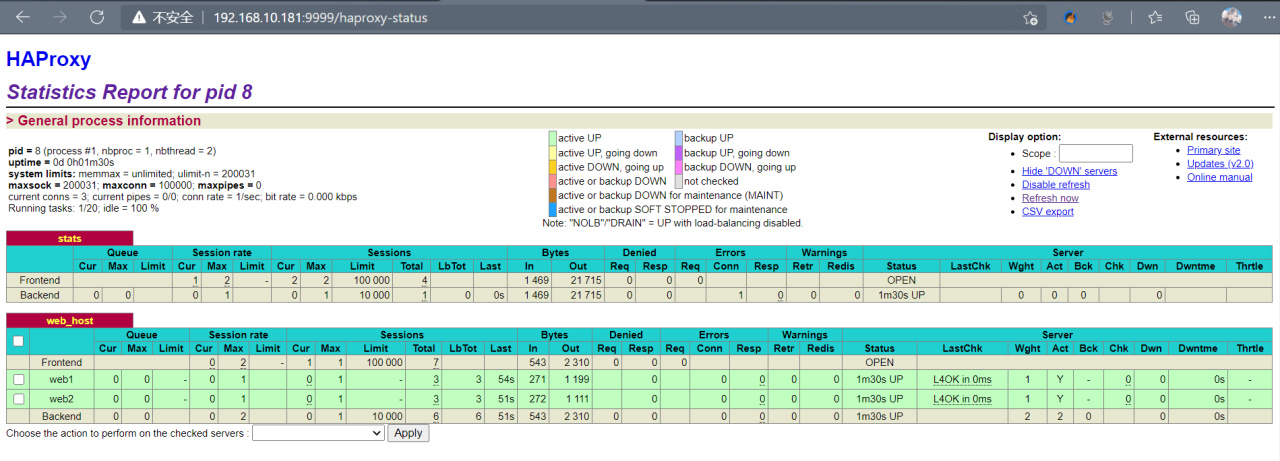 不安全 | 192.168.10.181:9999/haproxy-status
HAProxy
Statistics Report for pid 8
> General process information
pid = 8 (process #1, nbproc = 1, nbthread = 2)
uptime = 0d 0h01m30s
system limits: memmax = unlimited; ulimit-n = 200031
maxsock = 200031; maxconn = 100000; maxpipes = 0
current conns = 3; current pipes = 0/0; conn rate = 1/sec; bit rate = 0.000 kbps
Running tasks: 1/20; idle = 100 %
active UP backup UP
active UP, going down backup UP, going down
active DOWN, going up backup DOWN, going up
active or backup DOWN not checked
active or backup DOWN for maintenance (MAINT)
active or backup SOFT STOPPED for maintenance
Note: "NOLB"/"DRAIN" = UP with load-balancing disabled.
Display option:
Scope :
Hide 'DOWN' servers
Disable refresh
Refresh now
CSV export
External resources:
Primary site
Updates (v2.0)
Online manual
stats
Queue Session rate Sessions Bytes Denied Errors Warnings Server
Cur Max Limit Cur Max Limit Cur Max Limit Total LbTot Last In Out Req Resp Req Conn Resp Retr Redis Status LastChk Wght Act Bck Chk Dwn Dwntme Thrtle
Frontend 1 2 - 2 2 100 000 4 1 469 21 715 0 0 0 OPEN
Backend 0 0 0 1 0 1 10 000 1 0 0s 1 469 21 715 0 0 1 0 0 0 1m30s UP 0 0 0 0
web_host
Queue Session rate Sessions Bytes Denied Errors Warnings Server
Cur Max Limit Cur Max Limit Cur Max Limit Total LbTot Last In Out Req Resp Req Conn Resp Retr Redis Status LastChk Wght Act Bck Chk Dwn Dwntme Thrtle
Frontend 0 2 - 1 1 100 000 7 543 2 310 0 0 0 OPEN
web1 0 0 - 0 1 0 1 - 3 3 54s 271 1 199 0 0 0 0 0 1m30s UP L4OK in 0ms 1 Y - 0 0 0s -
web2 0 0 - 0 1 0 1 - 3 3 51s 272 1 111 0 0 0 0 0 1m30s UP L4OK in 0ms 1 Y - 0 0 0s -
Backend 0 0 0 2 0 1 10 000 6 6 51s 543 2 310 0 0 0 0 0 0 1m30s UP 2 2 0 0 0s
Choose the action to perform on the checked servers : Apply